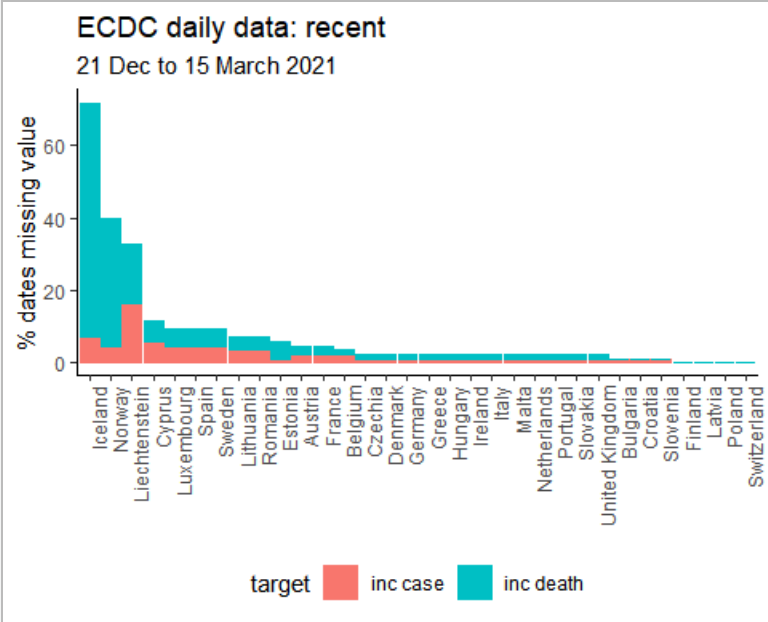 ECDC daily data: recent
21 Dec to 15 March 2021
% dates missing value
60
40
20
0
Iceland
Norway
Liechtenstein
Cyprus
Luxembourg
Spain
Sweden
Lithuania
Romania
Estonia
Austria
France
Belgium
Czechia
Denmark
Germany
Greece
Hungary
Ireland
Italy
Malta
Netherlands
Portugal
Slovakia
United Kingdom
Bulgaria
Croatia
Slovenia
Finland
Latvia
Poland
Switzerland
target inc case inc death